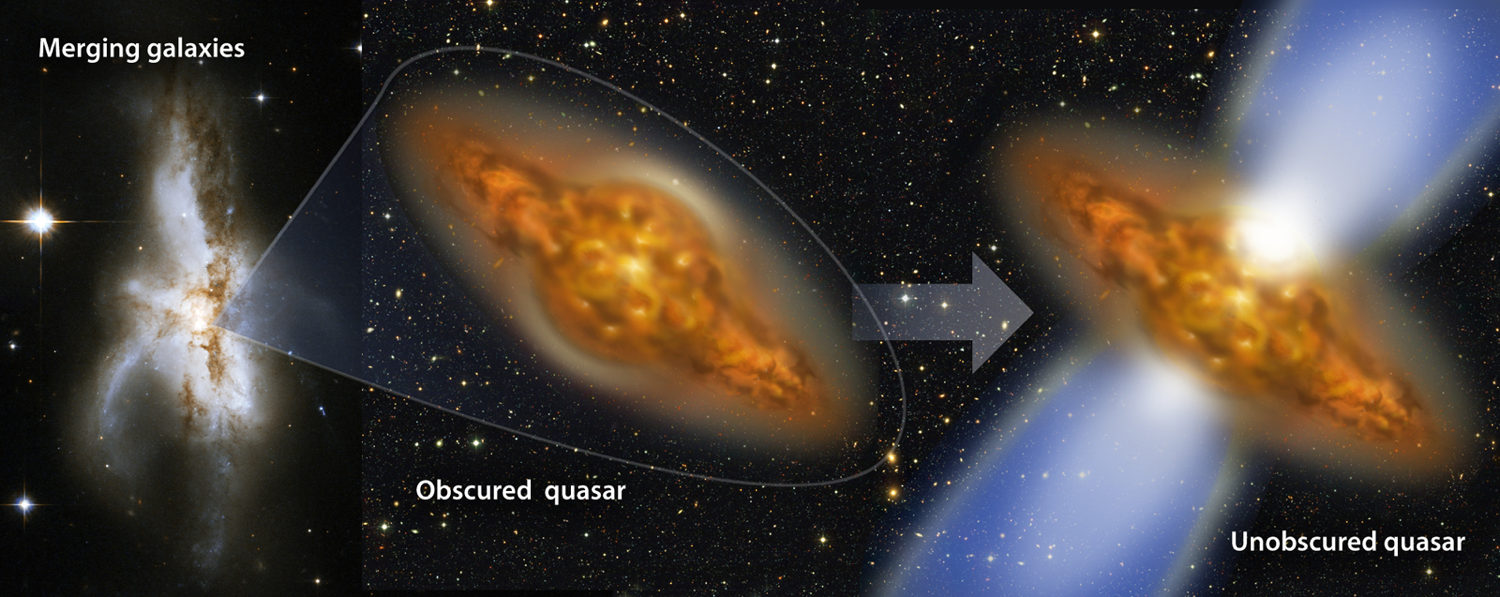 Merging galaxies
Obscured quasar
Unobscured quasar